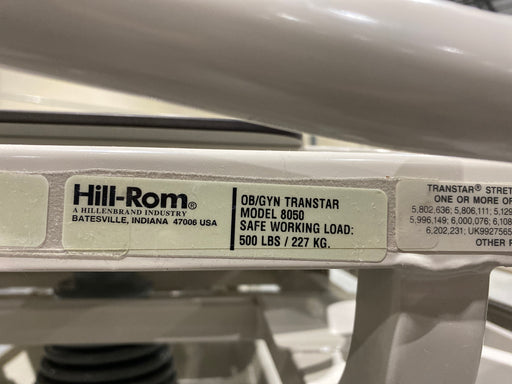 Hill-Rom®
A HILLENBRAND INDUSTRY
BATESVILLE, INDIANA 47006 USA
OB/GYN TRANSTAR
MODEL 8050
SAFE WORKING LOAD:
500 LBS / 227 KG.
TRANSTAR® STRET
ONE OR MORE OF
5,802,636; 5,806,111; 5,129
5,996,149; 6,000,076; 6,108
6,202,231; UK9927565
OTHER P